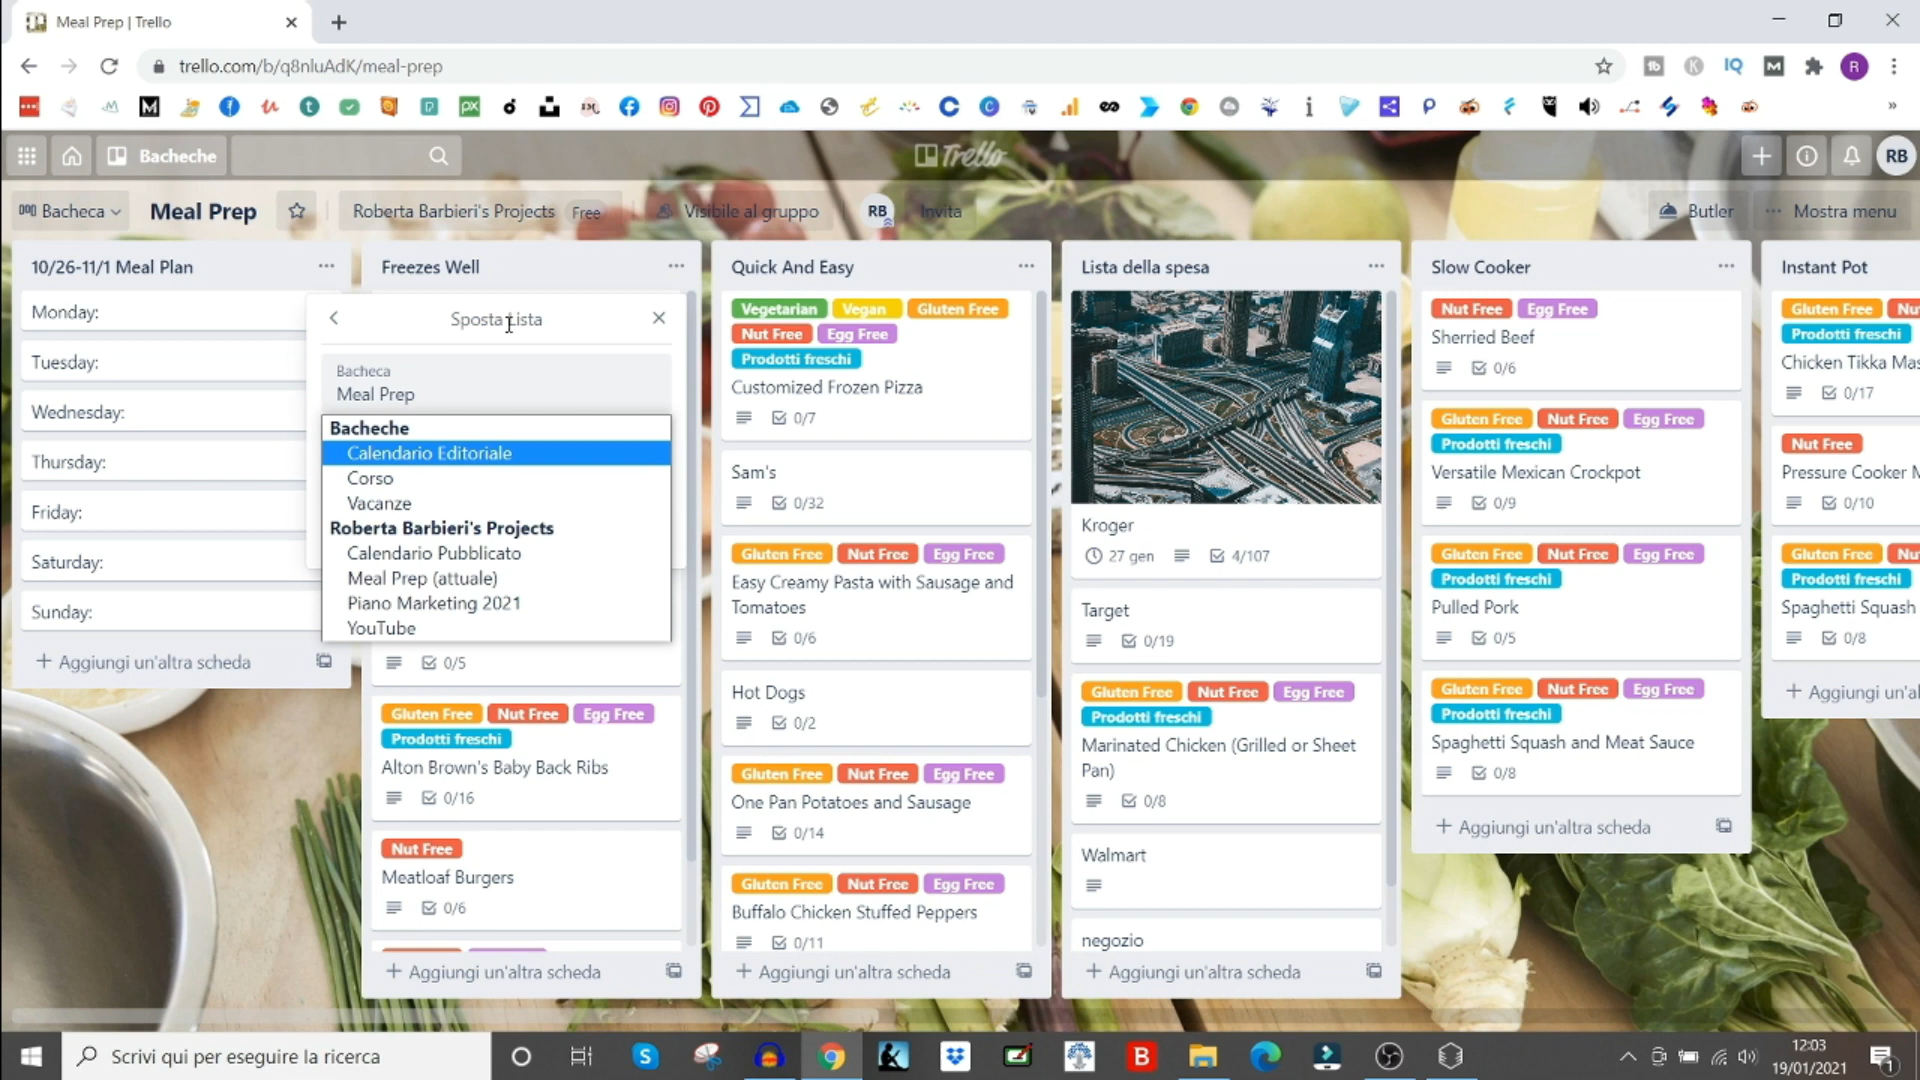 Meal Prep | Trello
trello.com/b/q8nluAdK/meal-prep
Bacheche
Trello
RB
Bacheca
Meal Prep
Roberta Barbieri's Projects
Free
Visibile al gruppo
RB
Invita
Butler
Mostra menu
10/26-11/1 Meal Plan
Monday:
Tuesday:
Wednesday:
Thursday:
Friday:
Saturday:
Sunday:
+ Aggiungi un'altra scheda
Freezes Well
Sposta Lista
Bacheca
Meal Prep
Bacheche
Calendario Editoriale
Corso
Vacanze
Roberta Barbieri's Projects
Calendario Pubblicato
Meal Prep (attuale)
Piano Marketing 2021
YouTube
0/5
Gluten Free Nut Free Egg Free
Prodotti freschi
Alton Brown's Baby Back Ribs
0/16
Nut Free
Meatloaf Burgers
0/6
+ Aggiungi un'altra scheda
Quick And Easy
Vegetarian Vegan Gluten Free
Nut Free Egg Free
Prodotti freschi
Customized Frozen Pizza
0/7
Sam's
0/32
Gluten Free Nut Free Egg Free
Easy Creamy Pasta with Sausage and
Tomatoes
0/6
Hot Dogs
0/2
Gluten Free Nut Free Egg Free
One Pan Potatoes and Sausage
0/14
Gluten Free Nut Free Egg Free
Buffalo Chicken Stuffed Peppers
0/11
+ Aggiungi un'altra scheda
Lista della spesa
Kroger
27 gen 4/107
Target
0/19
Gluten Free Nut Free Egg Free
Prodotti freschi
Marinated Chicken (Grilled or Sheet
Pan)
0/8
Walmart
negozio
+ Aggiungi un'altra scheda
Slow Cooker
Nut Free Egg Free
Sherried Beef
0/6
Gluten Free Nut Free Egg Free
Prodotti freschi
Versatile Mexican Crockpot
0/9
Gluten Free Nut Free Egg Free
Prodotti freschi
Pulled Pork
0/5
Gluten Free Nut Free Egg Free
Prodotti freschi
Spaghetti Squash and Meat Sauce
0/8
+ Aggiungi un'altra scheda
Instant Pot
Gluten Free Nu
Prodotti freschi
Chicken Tikka Mas
0/17
Nut Free
Pressure Cooker M
0/10
Gluten Free Nu
Prodotti freschi
Spaghetti Squash
0/8
+ Aggiungi un'al
Scrivi qui per eseguire la ricerca
12:03
19/01/2021
1